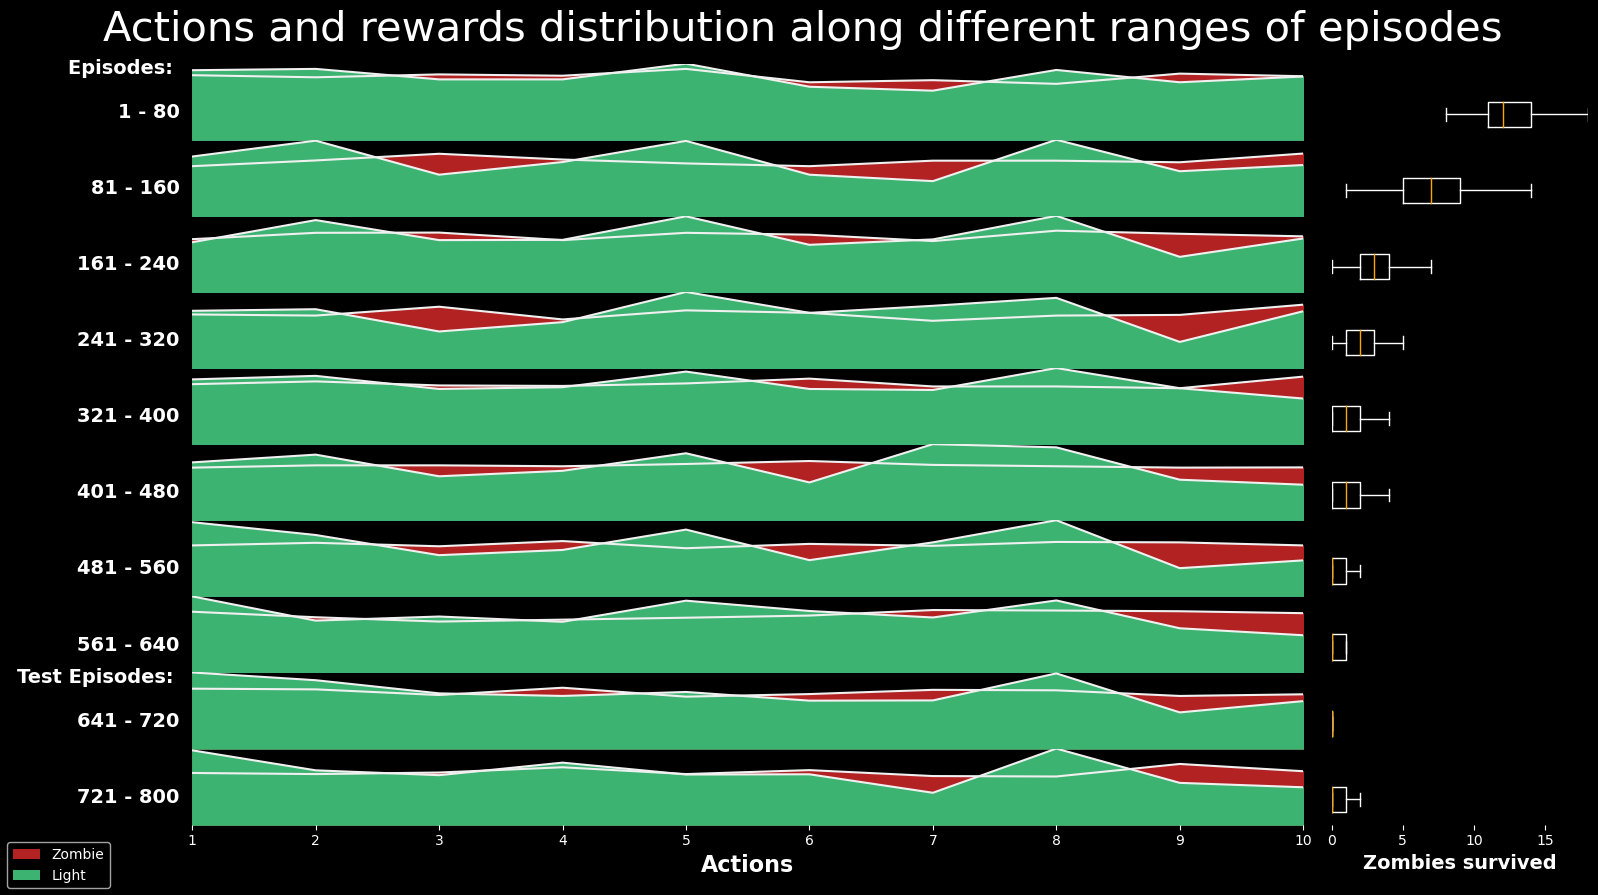 Actions and rewards distribution along different ranges of episodes
Episodes:
1 - 80
81 - 160
161 - 240
241 - 320
321 - 400
401 - 480
481 - 560
561 - 640
Test Episodes:
641 - 720
721 - 800
1 2 3 4 5 6 7 8 9 10
Actions
0 5 10 15
Zombies survived
Zombie
Light